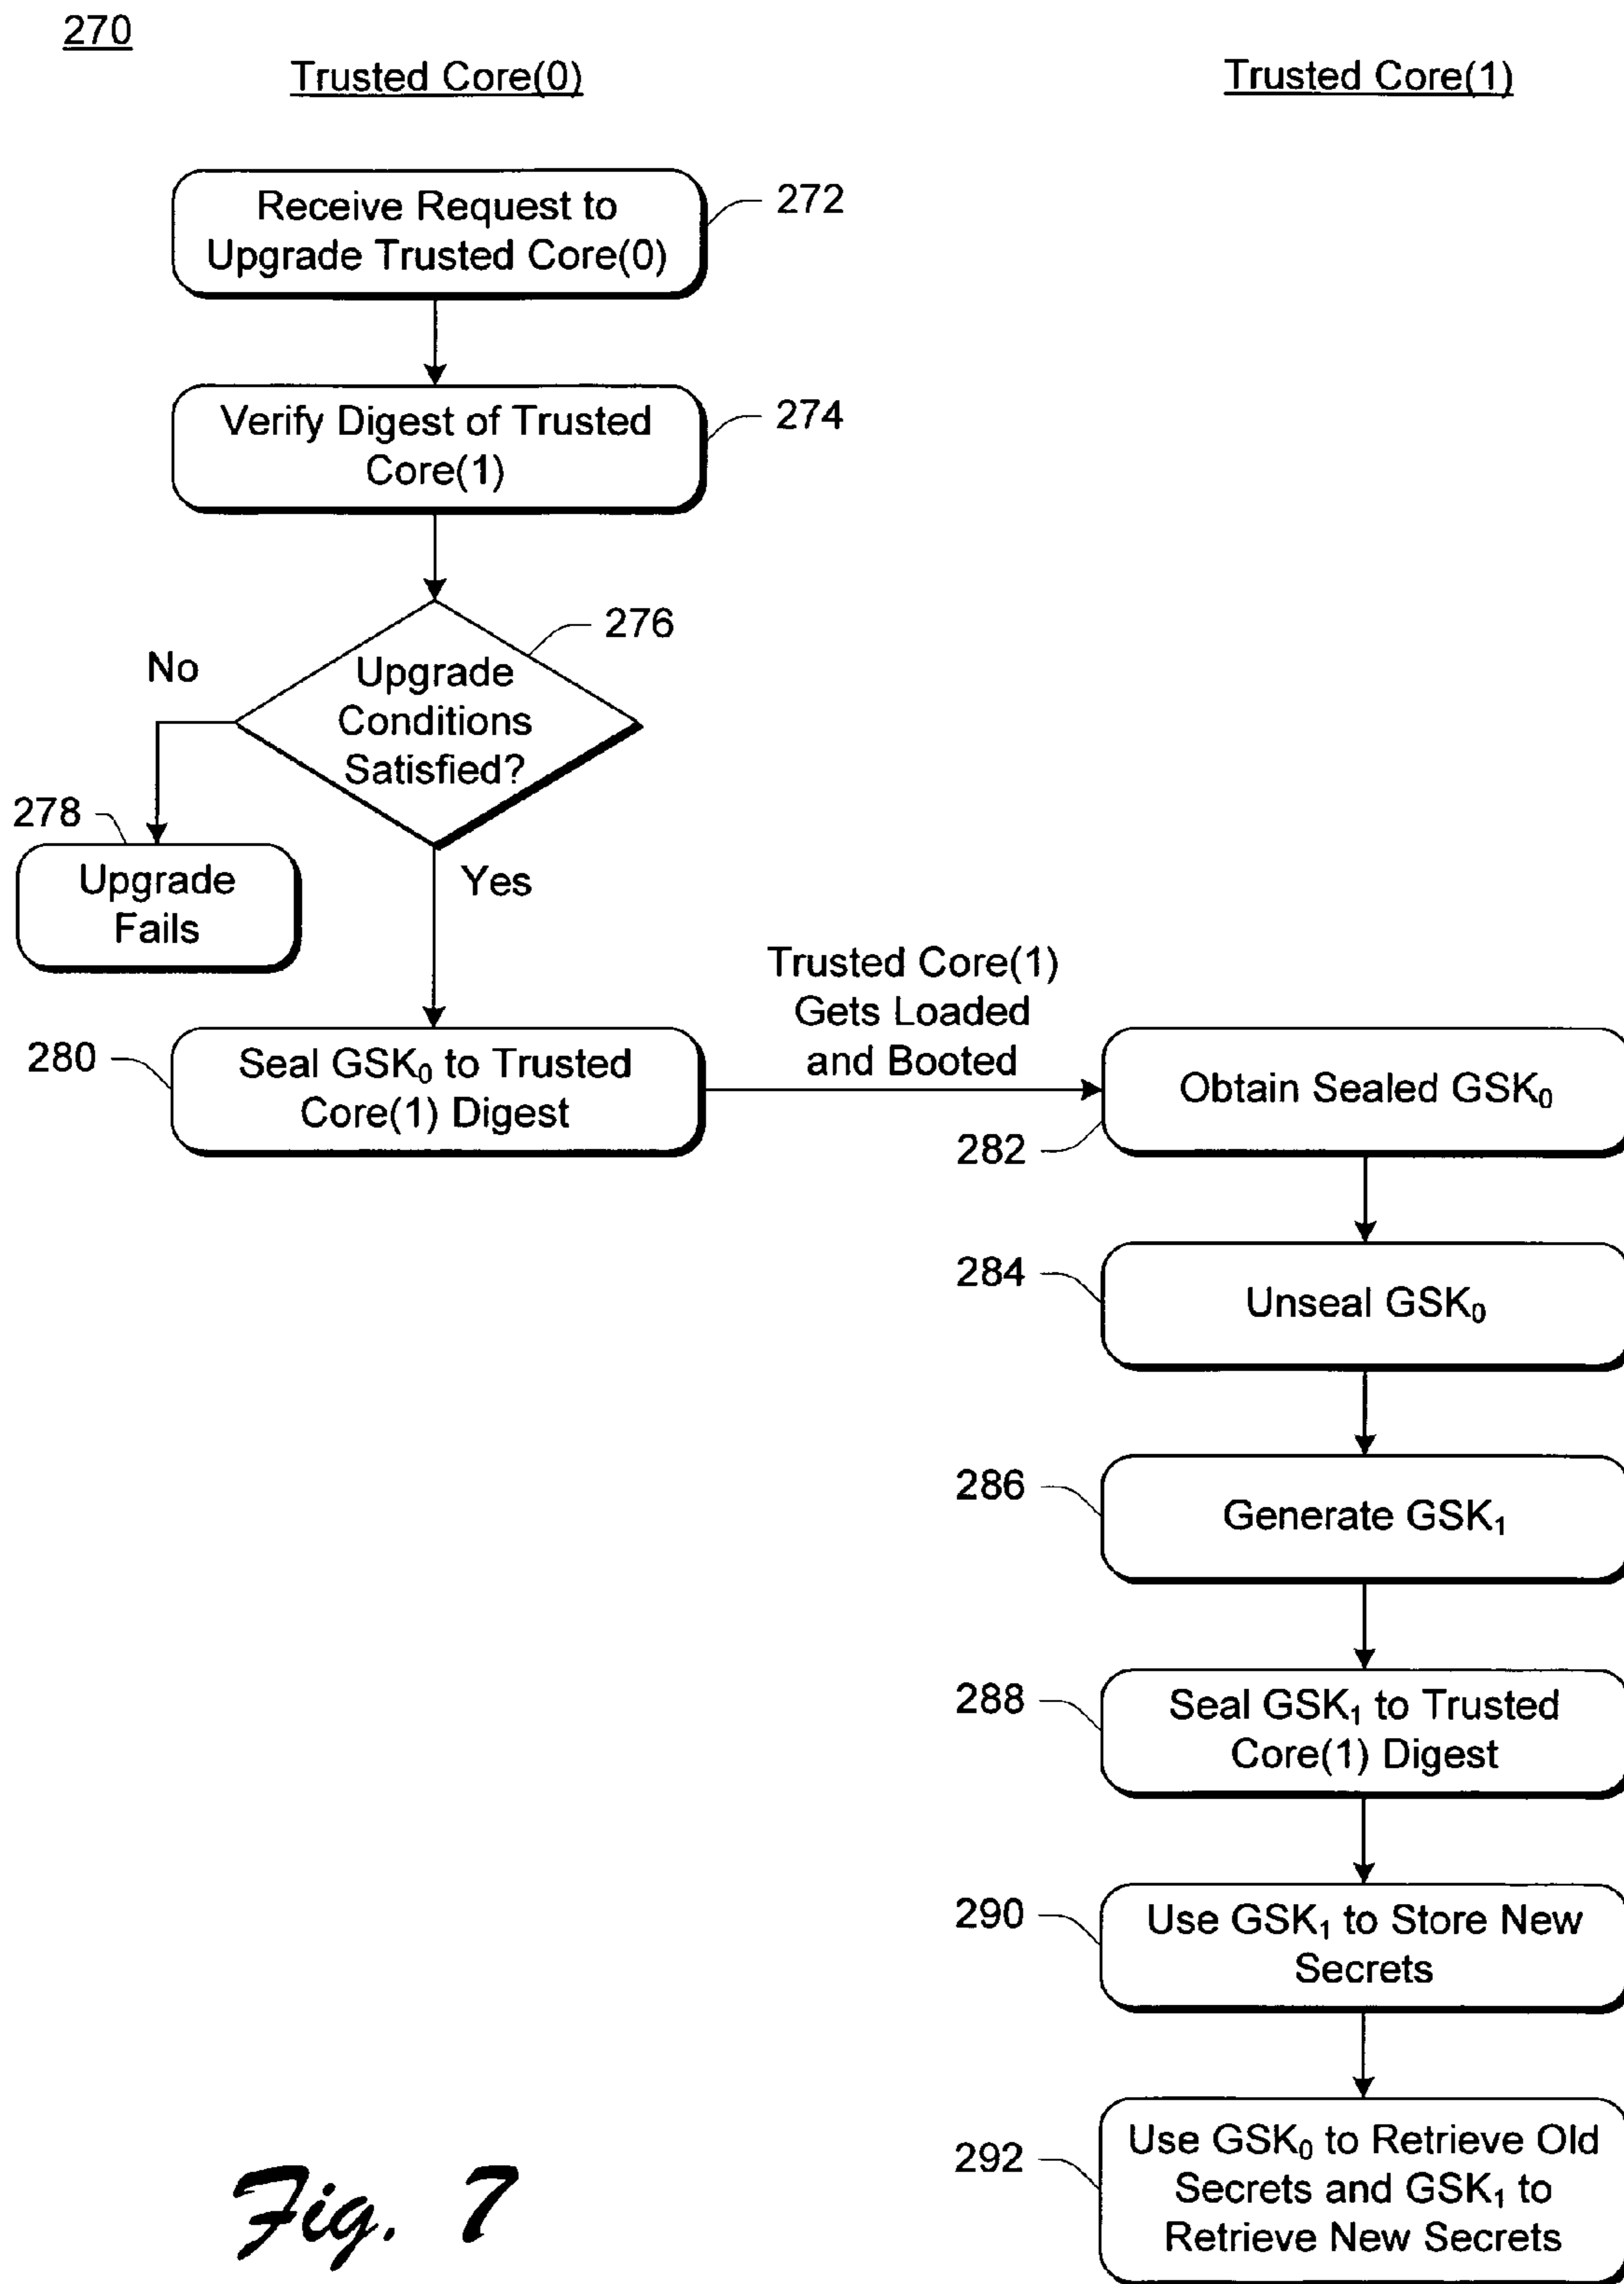 270
Trusted Core(0)
Trusted Core(1)
Receive Request to
Upgrade Trusted Core(0)
272
Verify Digest of Trusted
Core(1)
274
Upgrade
Conditions
Satisfied?
276
No
278
Upgrade
Fails
Yes
280
Seal GSK₀ to Trusted
Core(1) Digest
Trusted Core(1)
Gets Loaded
and Booted
Obtain Sealed GSK₀
282
284
Unseal GSK₀
286
Generate GSK₁
288
Seal GSK₁ to Trusted
Core(1) Digest
290
Use GSK₁ to Store New
Secrets
292
Use GSK₀ to Retrieve Old
Secrets and GSK₁ to
Retrieve New Secrets
Fig. 7